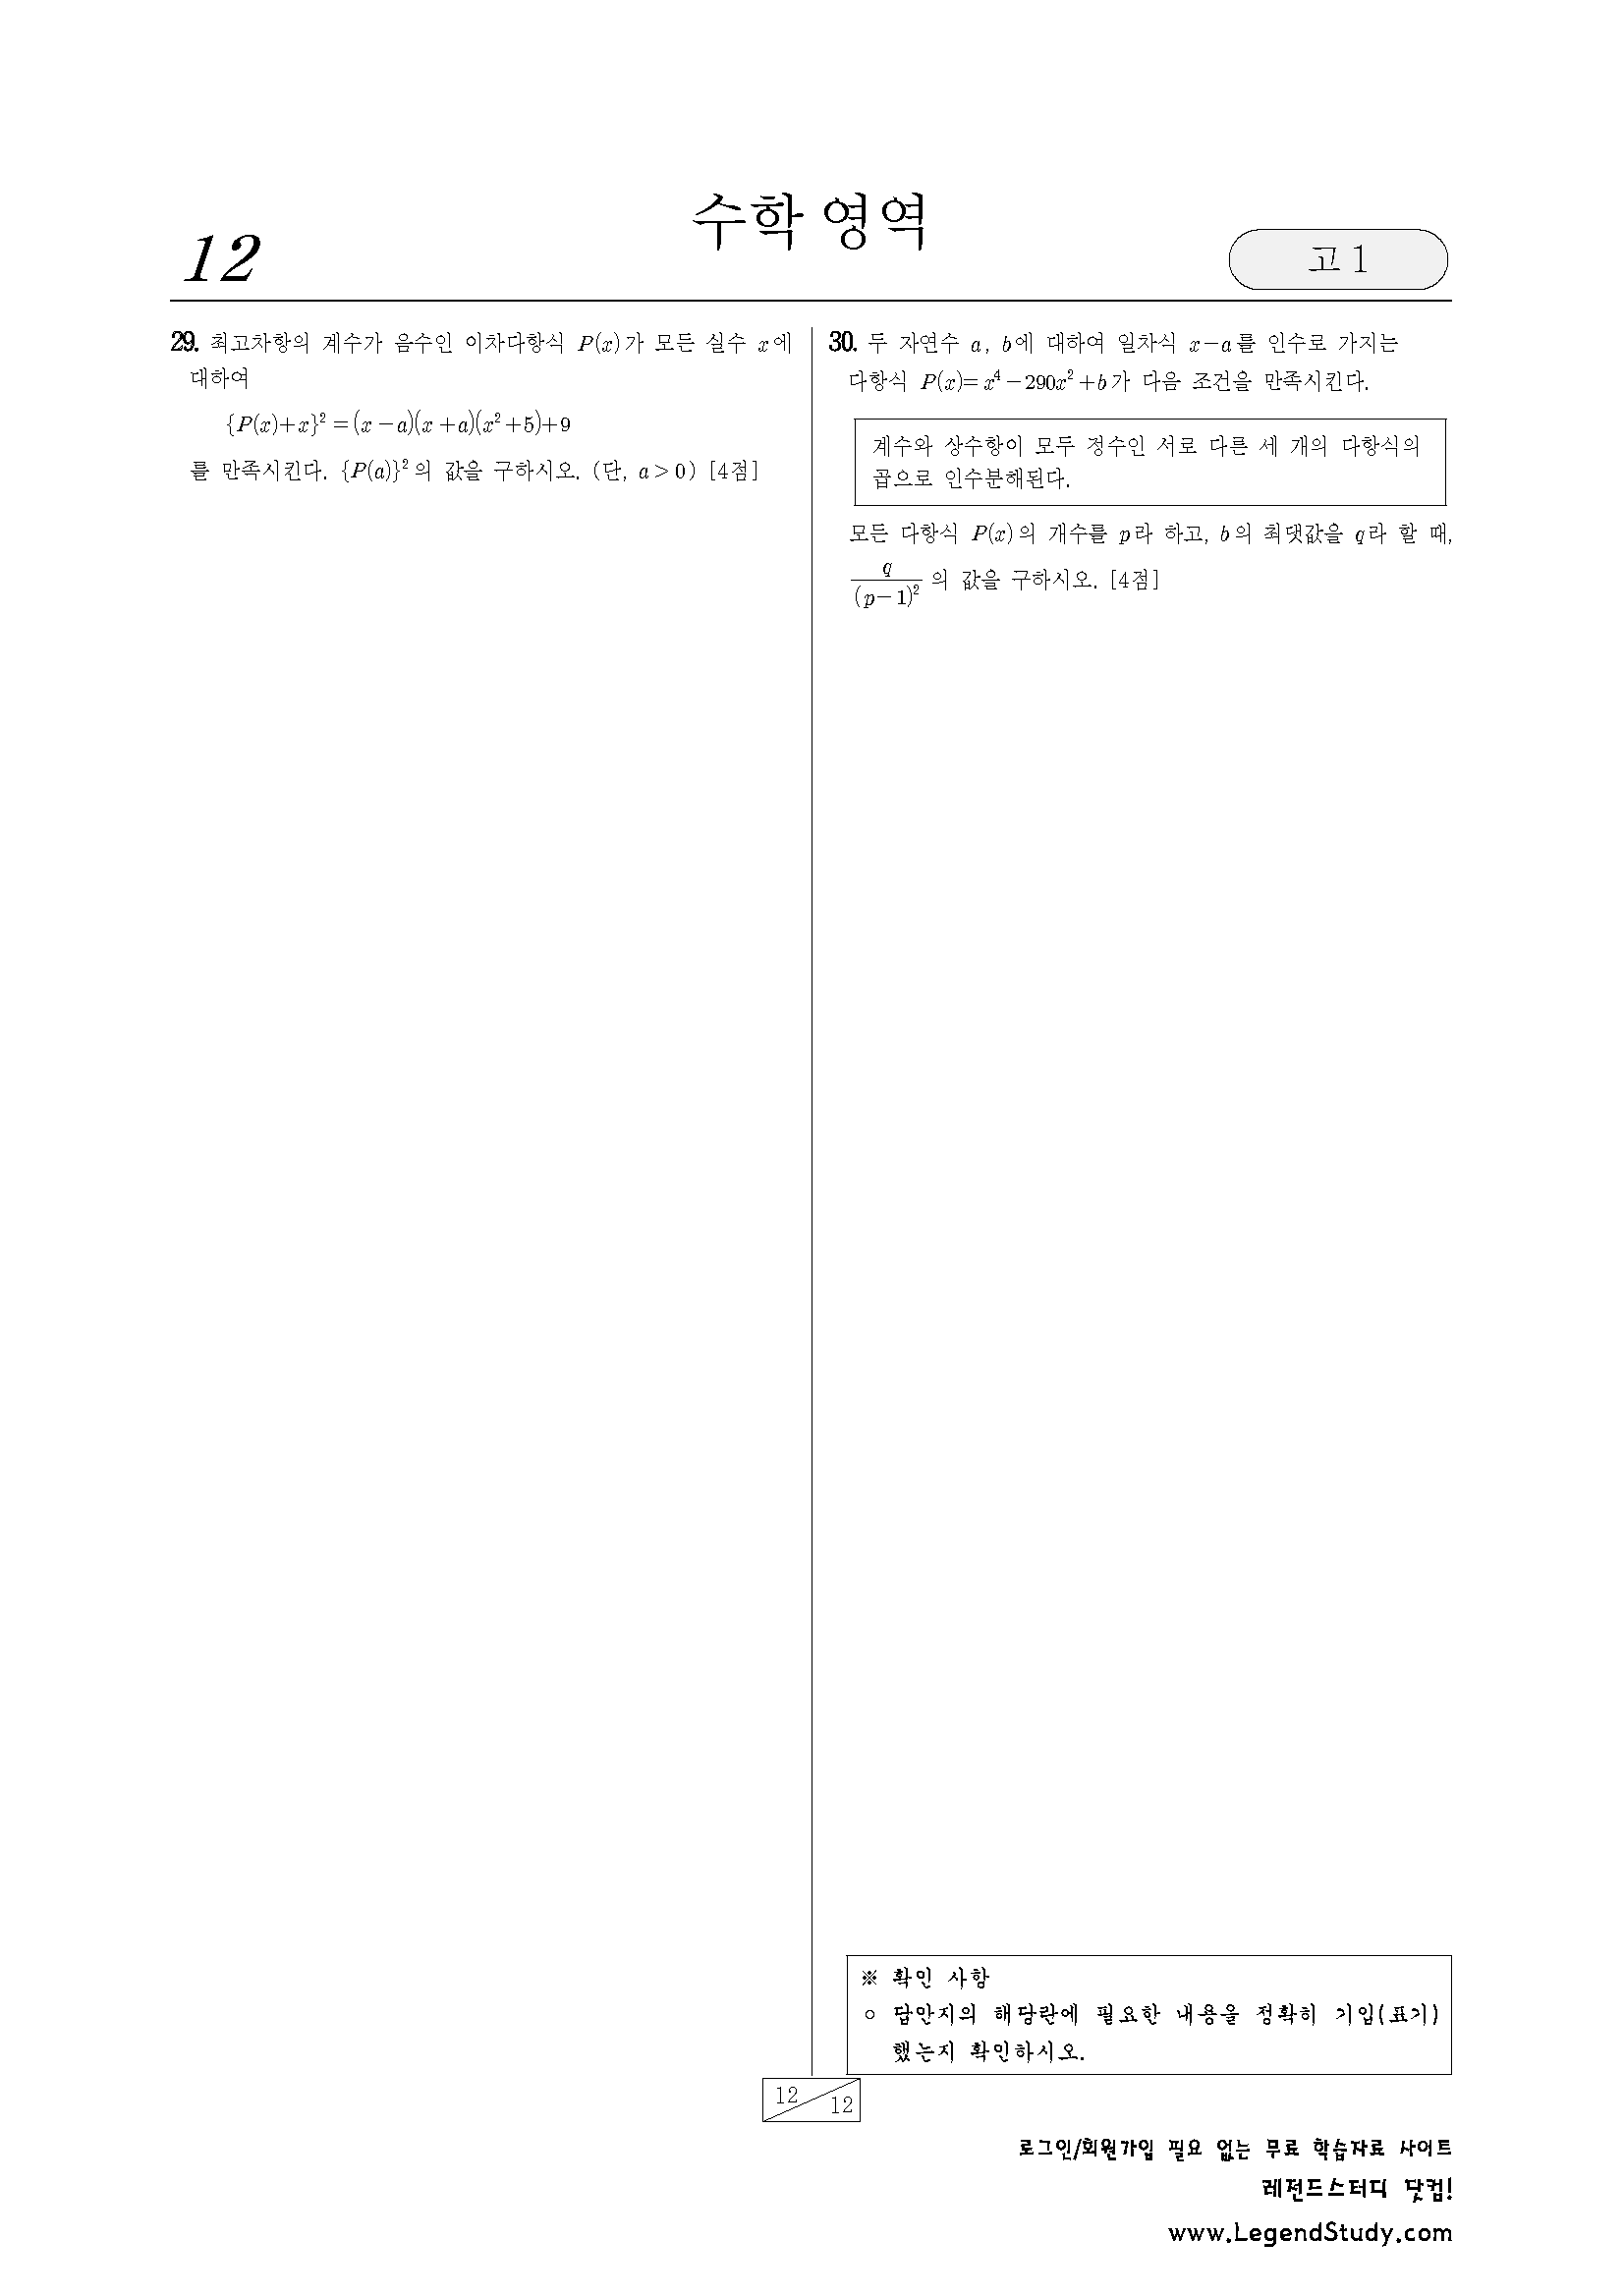 수학 영역
12
고 1
29. 최고차항의 계수가 음수인 이차다항식 P(x)가 모든 실수 x에
대하여
{P(x)+x}² = (x−a)(x+a)(x²+5)+9
를 만족시킨다. {P(a)}²의 값을 구하시오. (단, a>0) [4점]
30. 두 자연수 a, b에 대하여 일차식 x−a를 인수로 가지는
다항식 P(x)=x⁴−290x²+b가 다음 조건을 만족시킨다.
계수와 상수항이 모두 정수인 서로 다른 세 개의 다항식의
곱으로 인수분해된다.
모든 다항식 P(x)의 개수를 p라 하고, b의 최댓값을 q라 할 때,
q/(p−1)²의 값을 구하시오. [4점]
※ 확인 사항
○ 답안지의 해당란에 필요한 내용을 정확히 기입(표기)
했는지 확인하시오.
12
12
로그인/회원가입 필요 없는 무료 학습자료 사이트
레전드스터디 닷컴!
www.LegendStudy.com